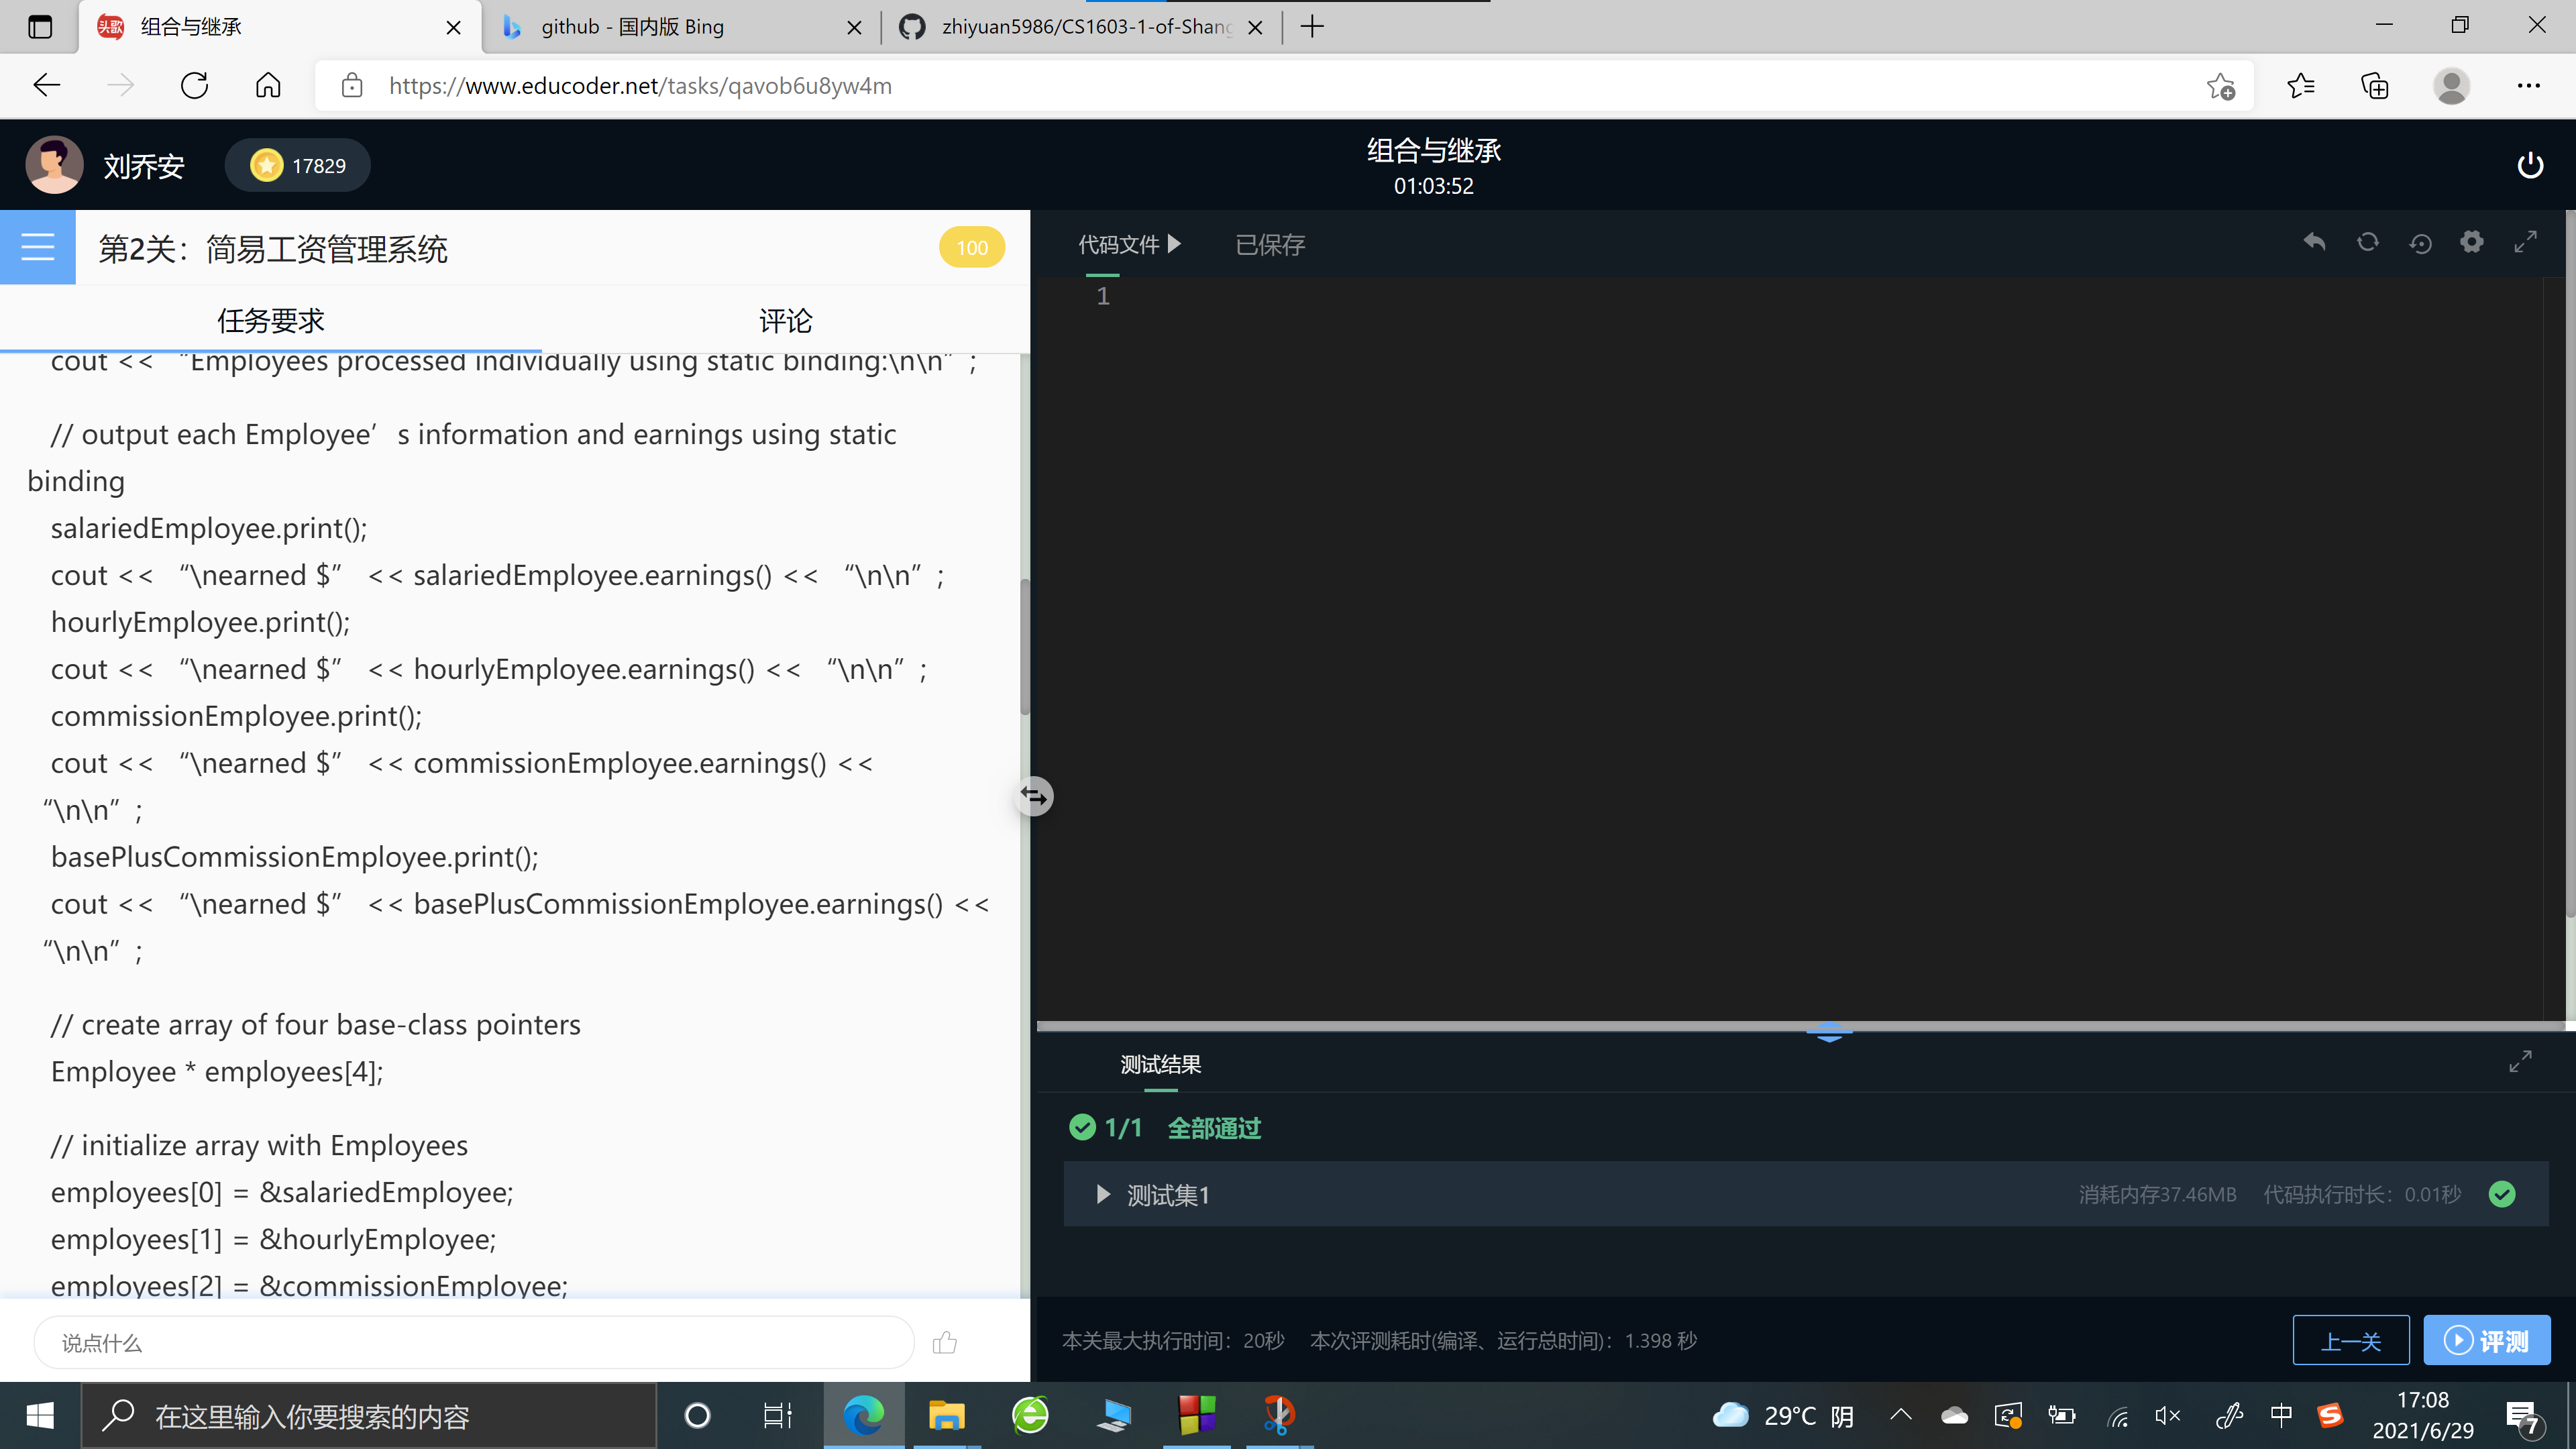 组合与继承
github - 国内版 Bing
zhiyuan5986/CS1603-1-of-Shang
https://www.educoder.net/tasks/qavob6u8yw4m
刘乔安
17829
组合与继承
01:03:52
第2关：简易工资管理系统
100
任务要求
评论
cout << “Employees processed individually using static binding:\n\n”;
// output each Employee’s information and earnings using static
binding
salariedEmployee.print();
cout << “\nearned $” << salariedEmployee.earnings() << “\n\n”;
hourlyEmployee.print();
cout << “\nearned $” << hourlyEmployee.earnings() << “\n\n”;
commissionEmployee.print();
cout << “\nearned $” << commissionEmployee.earnings() <<
“\n\n”;
basePlusCommissionEmployee.print();
cout << “\nearned $” << basePlusCommissionEmployee.earnings() <<
“\n\n”;
// create array of four base-class pointers
Employee * employees[4];
// initialize array with Employees
employees[0] = &salariedEmployee;
employees[1] = &hourlyEmployee;
employees[2] = &commissionEmployee;
说点什么
代码文件
已保存
1
测试结果
1/1 全部通过
测试集1
消耗内存37.46MB 代码执行时长：0.01秒
本关最大执行时间：20秒 本次评测耗时(编译、运行总时间)：1.398 秒
上一关
评测
在这里输入你要搜索的内容
29°C 阴
中
17:08
2021/6/29
7